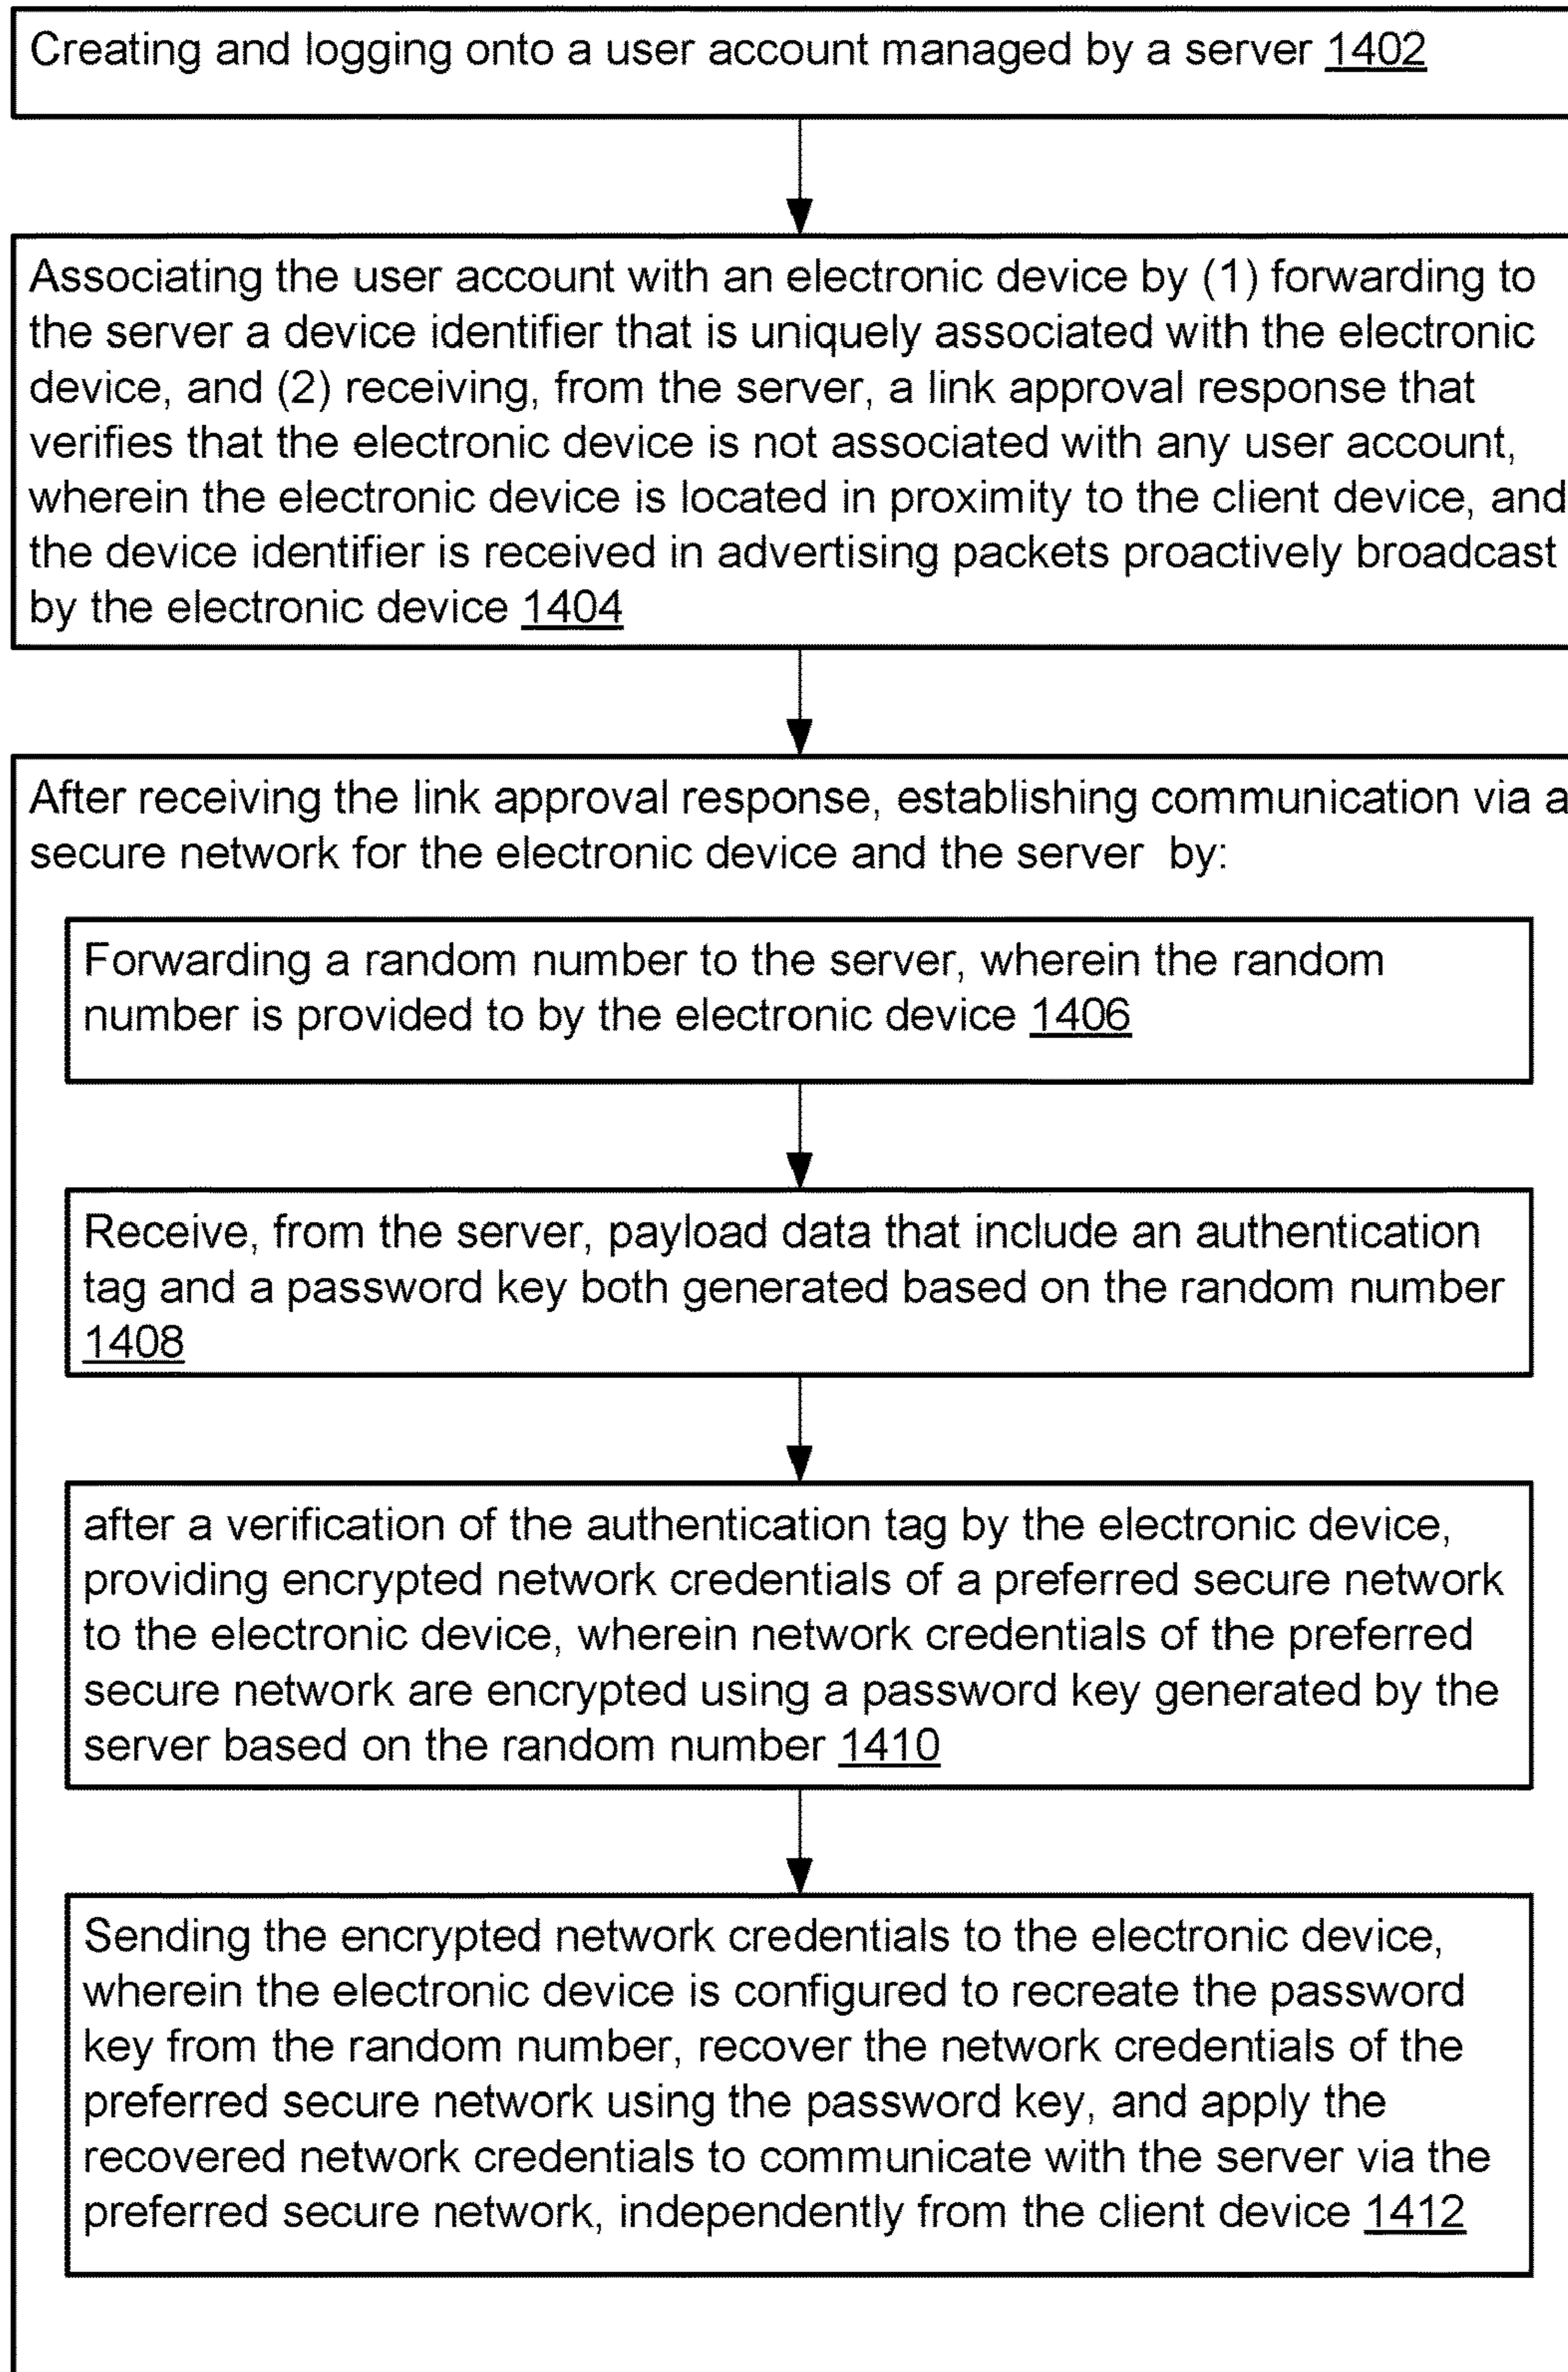 Creating and logging onto a user account managed by a server 1402
Associating the user account with an electronic device by (1) forwarding to
the server a device identifier that is uniquely associated with the electronic
device, and (2) receiving, from the server, a link approval response that
verifies that the electronic device is not associated with any user account,
wherein the electronic device is located in proximity to the client device, and
the device identifier is received in advertising packets proactively broadcast
by the electronic device 1404
After receiving the link approval response, establishing communication via a
secure network for the electronic device and the server by:
Forwarding a random number to the server, wherein the random
number is provided to by the electronic device 1406
Receive, from the server, payload data that include an authentication
tag and a password key both generated based on the random number
1408
after a verification of the authentication tag by the electronic device,
providing encrypted network credentials of a preferred secure network
to the electronic device, wherein network credentials of the preferred
secure network are encrypted using a password key generated by the
server based on the random number 1410
Sending the encrypted network credentials to the electronic device,
wherein the electronic device is configured to recreate the password
key from the random number, recover the network credentials of the
preferred secure network using the password key, and apply the
recovered network credentials to communicate with the server via the
preferred secure network, independently from the client device 1412